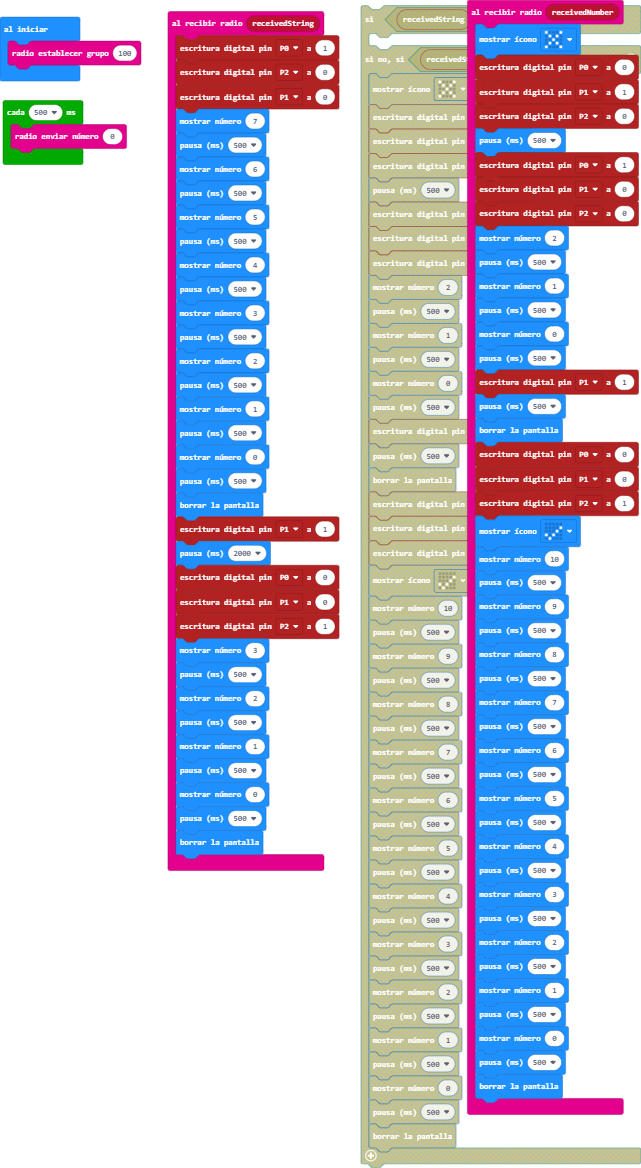 al iniciar
radio establecer grupo 100
cada 500 ms
radio enviar número 0
al recibir radio receivedString
escritura digital pin P0 a 1
escritura digital pin P2 a 0
escritura digital pin P1 a 0
mostrar número 7
pausa (ms) 500
mostrar número 6
pausa (ms) 500
mostrar número 5
pausa (ms) 500
mostrar número 4
pausa (ms) 500
mostrar número 3
pausa (ms) 500
mostrar número 2
pausa (ms) 500
mostrar número 1
pausa (ms) 500
mostrar número 0
pausa (ms) 500
borrar la pantalla
escritura digital pin P1 a 1
pausa (ms) 2000
escritura digital pin P0 a 0
escritura digital pin P1 a 0
escritura digital pin P2 a 1
mostrar número 3
pausa (ms) 500
mostrar número 2
pausa (ms) 500
mostrar número 1
pausa (ms) 500
mostrar número 0
pausa (ms) 500
borrar la pantalla
si receivedString
si no, si receivedS
mostrar ícono
escritura digital pin
escritura digital pin
escritura digital pin
pausa (ms) 500
escritura digital pin
escritura digital pin
escritura digital pin
mostrar número 2
pausa (ms) 500
mostrar número 1
pausa (ms) 500
mostrar número 0
pausa (ms) 500
escritura digital pin
pausa (ms) 500
borrar la pantalla
escritura digital pin
escritura digital pin
escritura digital pin
mostrar ícono
mostrar número 10
pausa (ms) 500
mostrar número 9
pausa (ms) 500
mostrar número 8
pausa (ms) 500
mostrar número 7
pausa (ms) 500
mostrar número 6
pausa (ms) 500
mostrar número 5
pausa (ms) 500
mostrar número 4
pausa (ms) 500
mostrar número 3
pausa (ms) 500
mostrar número 2
pausa (ms) 500
mostrar número 1
pausa (ms) 500
mostrar número 0
pausa (ms) 500
borrar la pantalla
al recibir radio receivedNumber
mostrar ícono
escritura digital pin P0 a 0
escritura digital pin P1 a 1
escritura digital pin P2 a 0
pausa (ms) 500
escritura digital pin P0 a 1
escritura digital pin P1 a 0
escritura digital pin P2 a 0
mostrar número 2
pausa (ms) 500
mostrar número 1
pausa (ms) 500
mostrar número 0
pausa (ms) 500
escritura digital pin P1 a 1
pausa (ms) 500
borrar la pantalla
escritura digital pin P0 a 0
escritura digital pin P1 a 0
escritura digital pin P2 a 1
mostrar ícono
mostrar número 10
pausa (ms) 500
mostrar número 9
pausa (ms) 500
mostrar número 8
pausa (ms) 500
mostrar número 7
pausa (ms) 500
mostrar número 6
pausa (ms) 500
mostrar número 5
pausa (ms) 500
mostrar número 4
pausa (ms) 500
mostrar número 3
pausa (ms) 500
mostrar número 2
pausa (ms) 500
mostrar número 1
pausa (ms) 500
mostrar número 0
pausa (ms) 500
borrar la pantalla